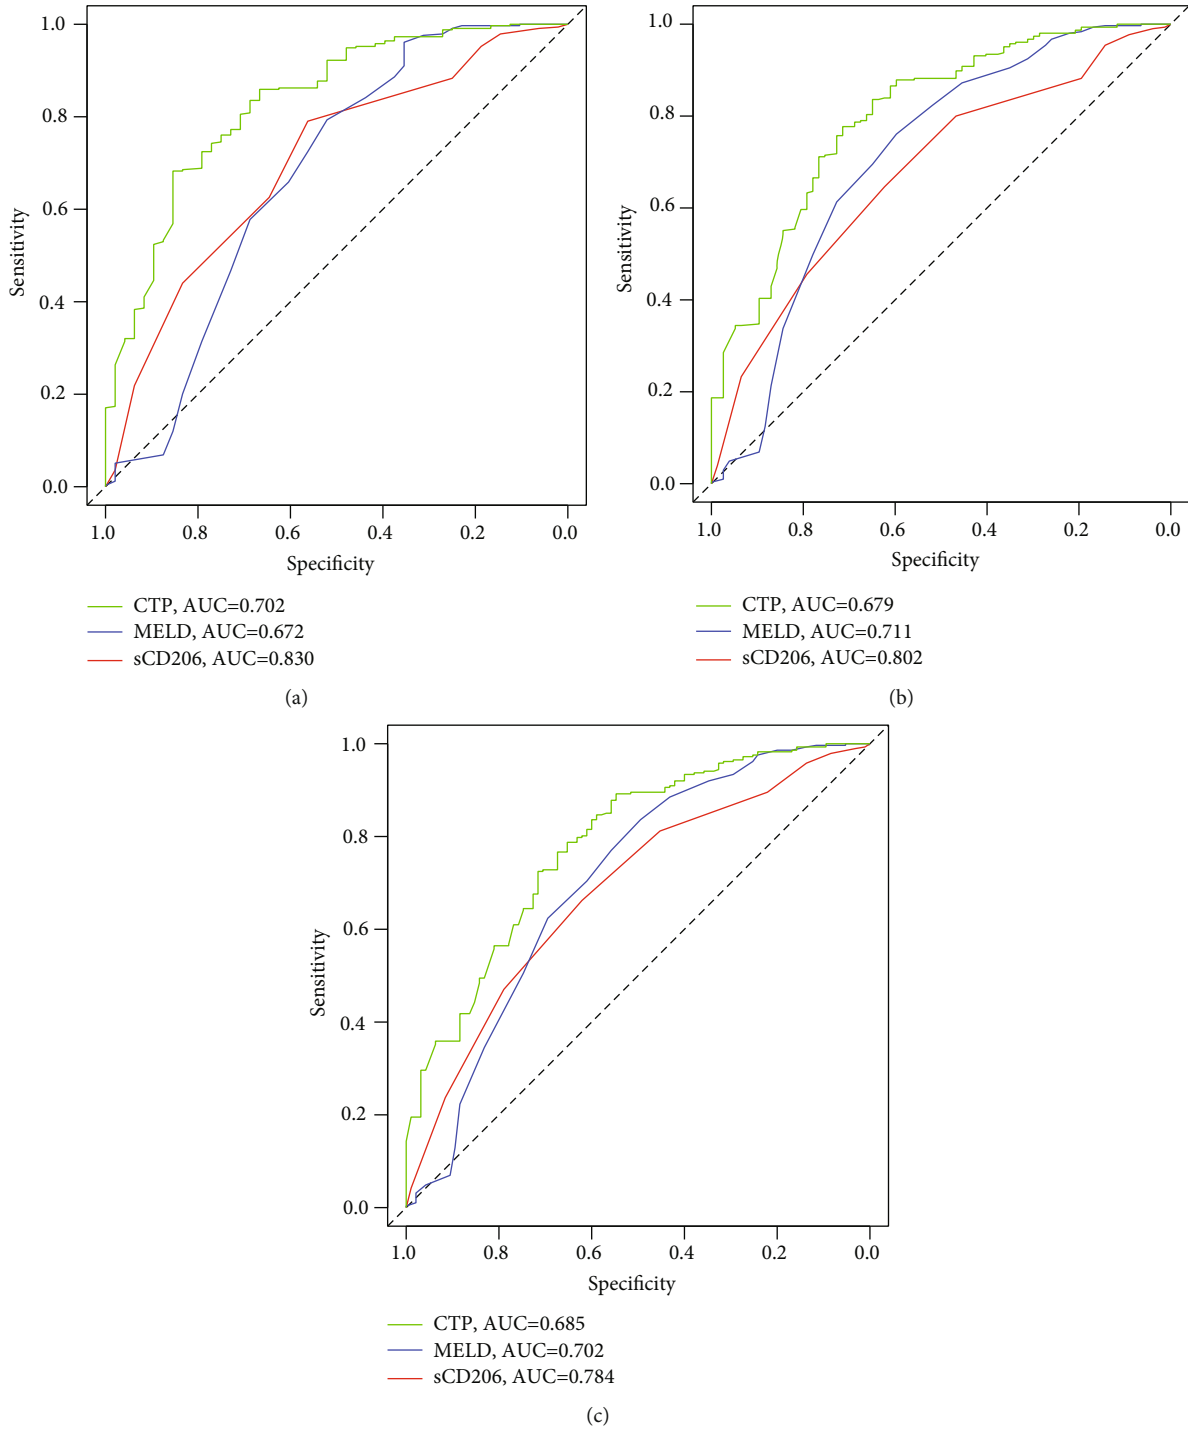 1.0
0.8
0.6
0.4
0.2
0.0
Sensitivity
1.0 0.8 0.6 0.4 0.2 0.0
Specificity
CTP, AUC=0.702
MELD, AUC=0.672
sCD206, AUC=0.830
(a)
1.0
0.8
0.6
0.4
0.2
0.0
Sensitivity
1.0 0.8 0.6 0.4 0.2 0.0
Specificity
CTP, AUC=0.679
MELD, AUC=0.711
sCD206, AUC=0.802
(b)
1.0
0.8
0.6
0.4
0.2
0.0
Sensitivity
1.0 0.8 0.6 0.4 0.2 0.0
Specificity
CTP, AUC=0.685
MELD, AUC=0.702
sCD206, AUC=0.784
(c)